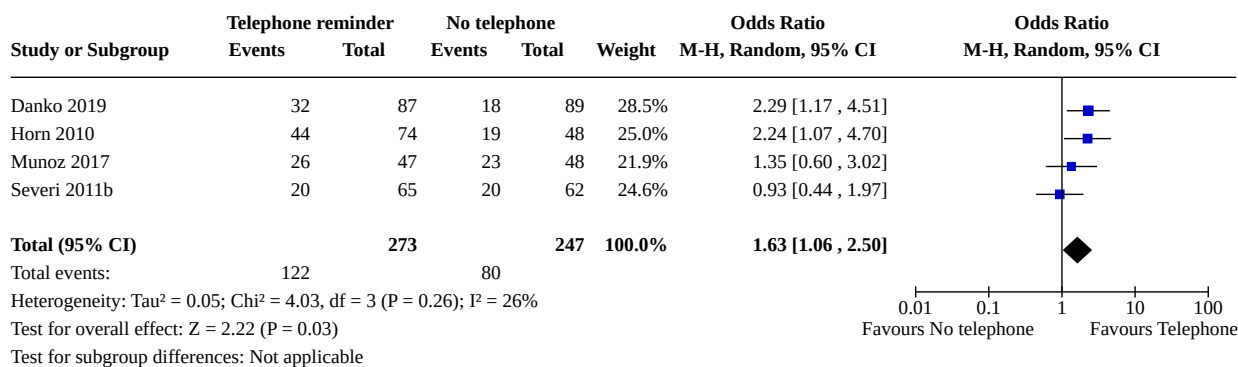 Telephone reminder No telephone Odds Ratio Odds Ratio
Study or Subgroup Events Total Events Total Weight M-H, Random, 95% CI M-H, Random, 95% CI
Danko 2019 32 87 18 89 28.5% 2.29 [1.17 , 4.51]
Horn 2010 44 74 19 48 25.0% 2.24 [1.07 , 4.70]
Munoz 2017 26 47 23 48 21.9% 1.35 [0.60 , 3.02]
Severi 2011b 20 65 20 62 24.6% 0.93 [0.44 , 1.97]
Total (95% CI) 273 247 100.0% 1.63 [1.06 , 2.50]
Total events: 122 80
Heterogeneity: Tau² = 0.05; Chi² = 4.03, df = 3 (P = 0.26); I² = 26%
0.01 0.1 1 10 100
Test for overall effect: Z = 2.22 (P = 0.03) Favours No telephone Favours Telephone
Test for subgroup differences: Not applicable